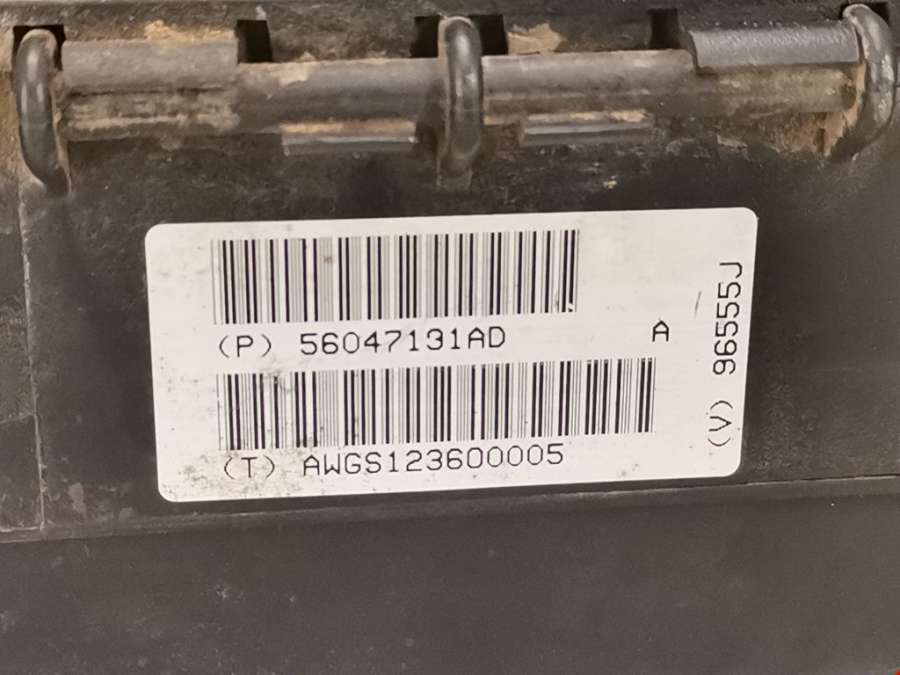 (P) 56047131AD A
(T) AWGS123600005
(V) 96555J